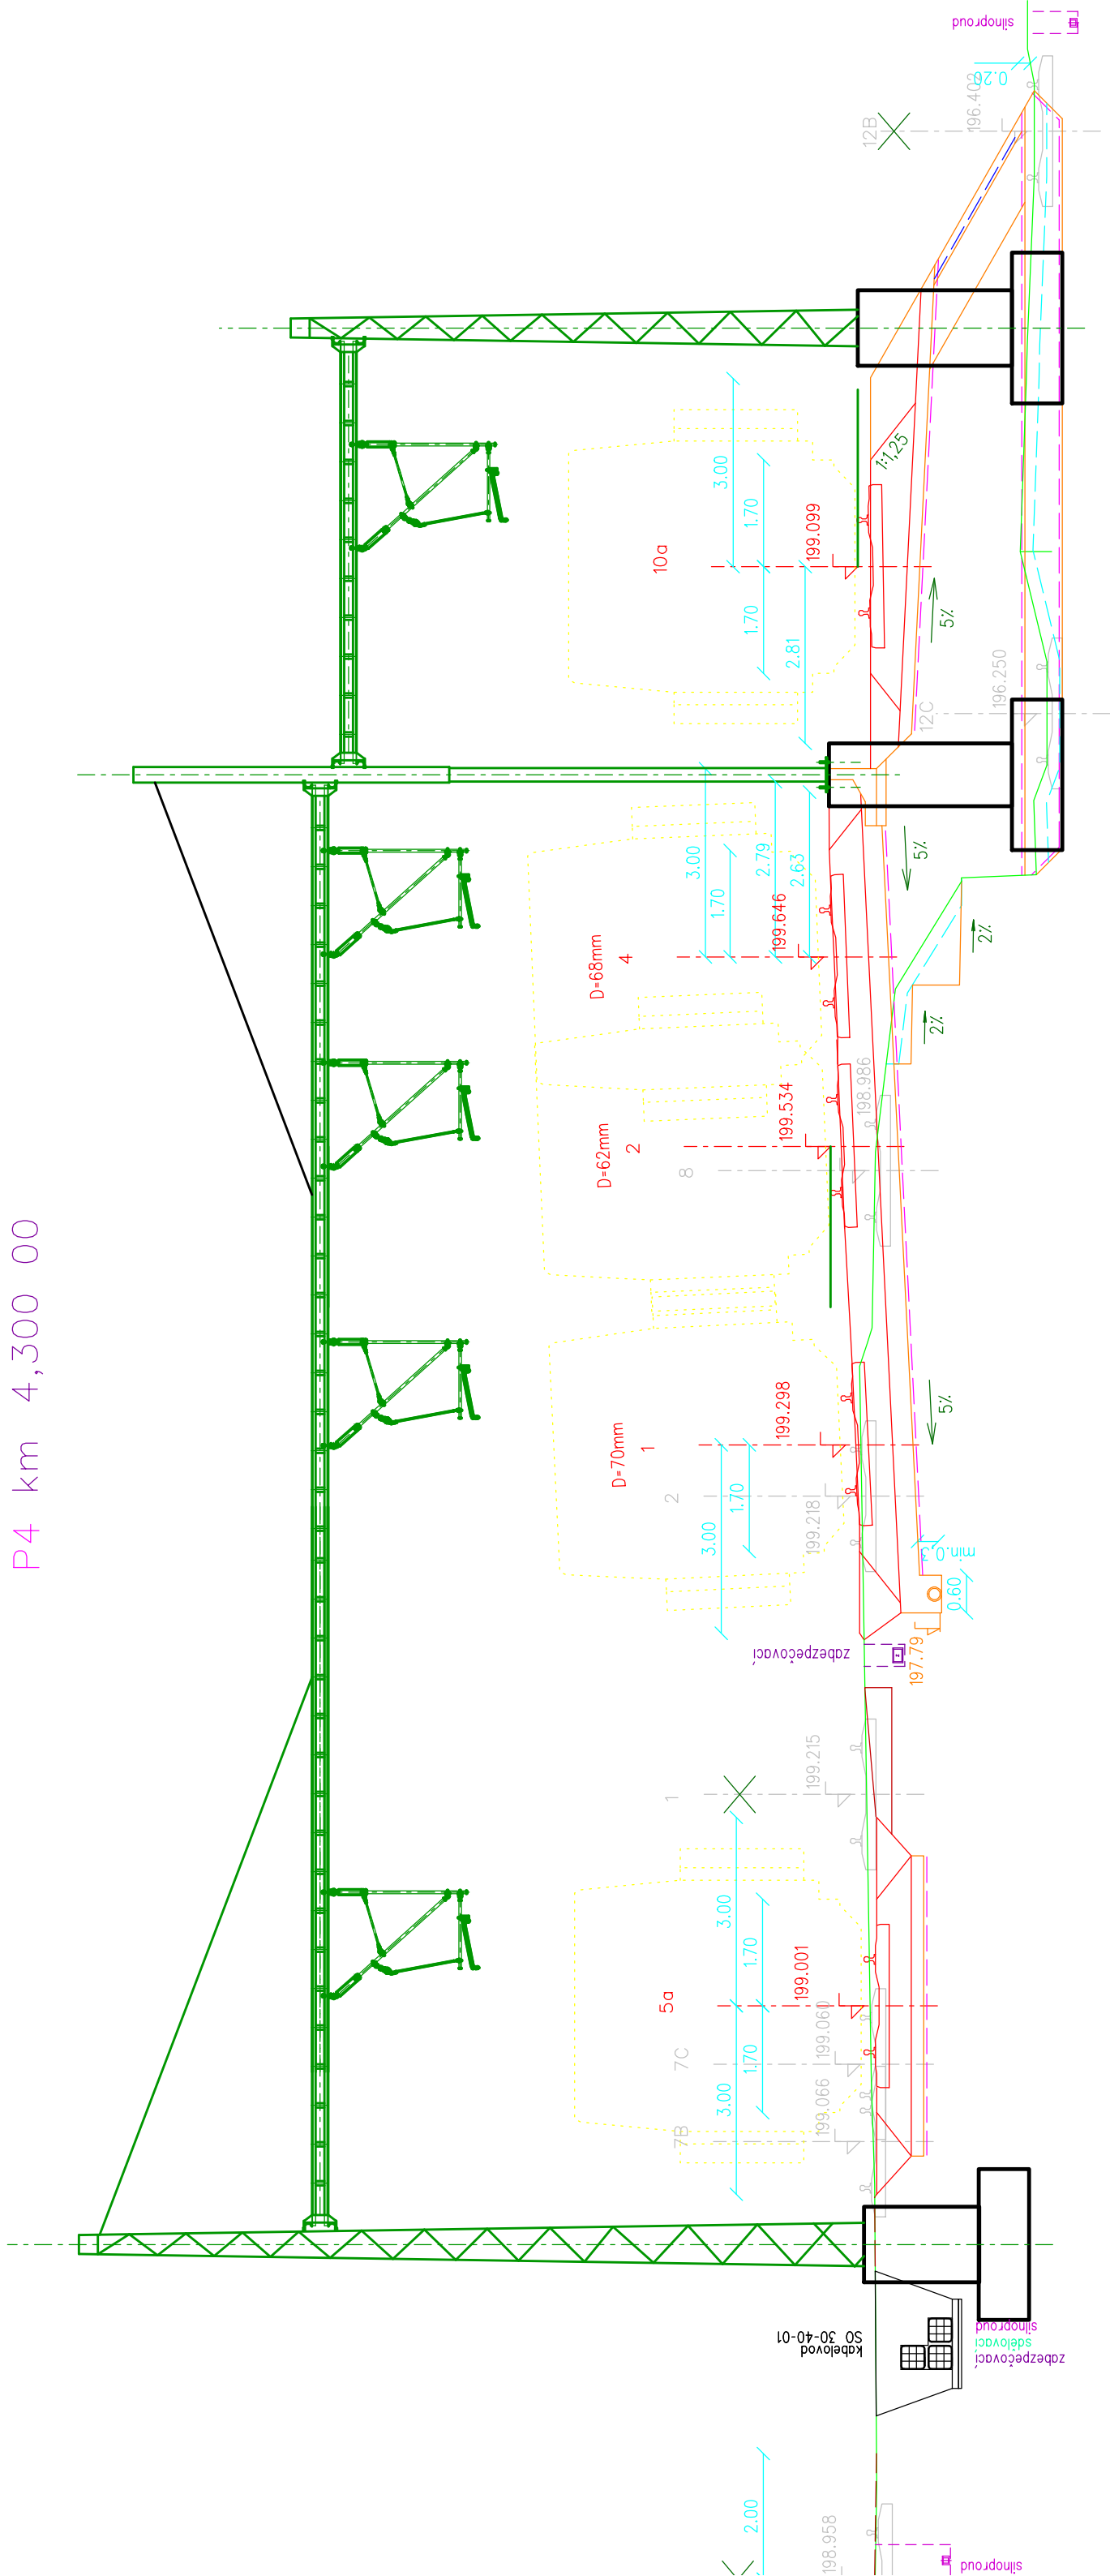 P4 km 4,300 00
silnoproud
0.20
196.402
12B
3.00
1.70
1:1,25
199.099
10a
1.70
5%
2.81
196.250
12C
3.00
2.79
2.63
1.70
5%
199.646
D=68mm
4
2%
2%
199.534
198.986
D=62mm
2
8
199.298
5%
D=70mm
1
1.70
2
199.218
3.00
min.0,3
0.60
zabezpečovací
197.79
199.215
1
3.00
1.70
199.001
5a
199.060
7C
1.70
3.00
199.066
7B
kabelovod
SO 30-40-01
silnoproud
sdělovací
zabezpečovací
2.00
198.958
silnoproud